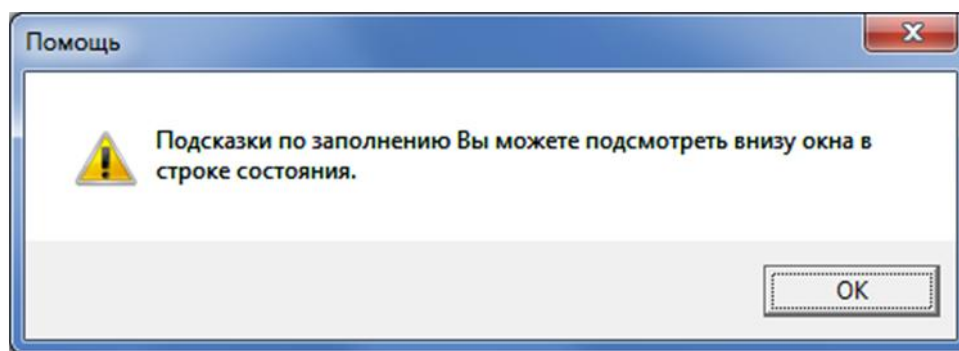 Помощь
Подсказки по заполнению Вы можете подсмотреть внизу окна в
строке состояния.
OK